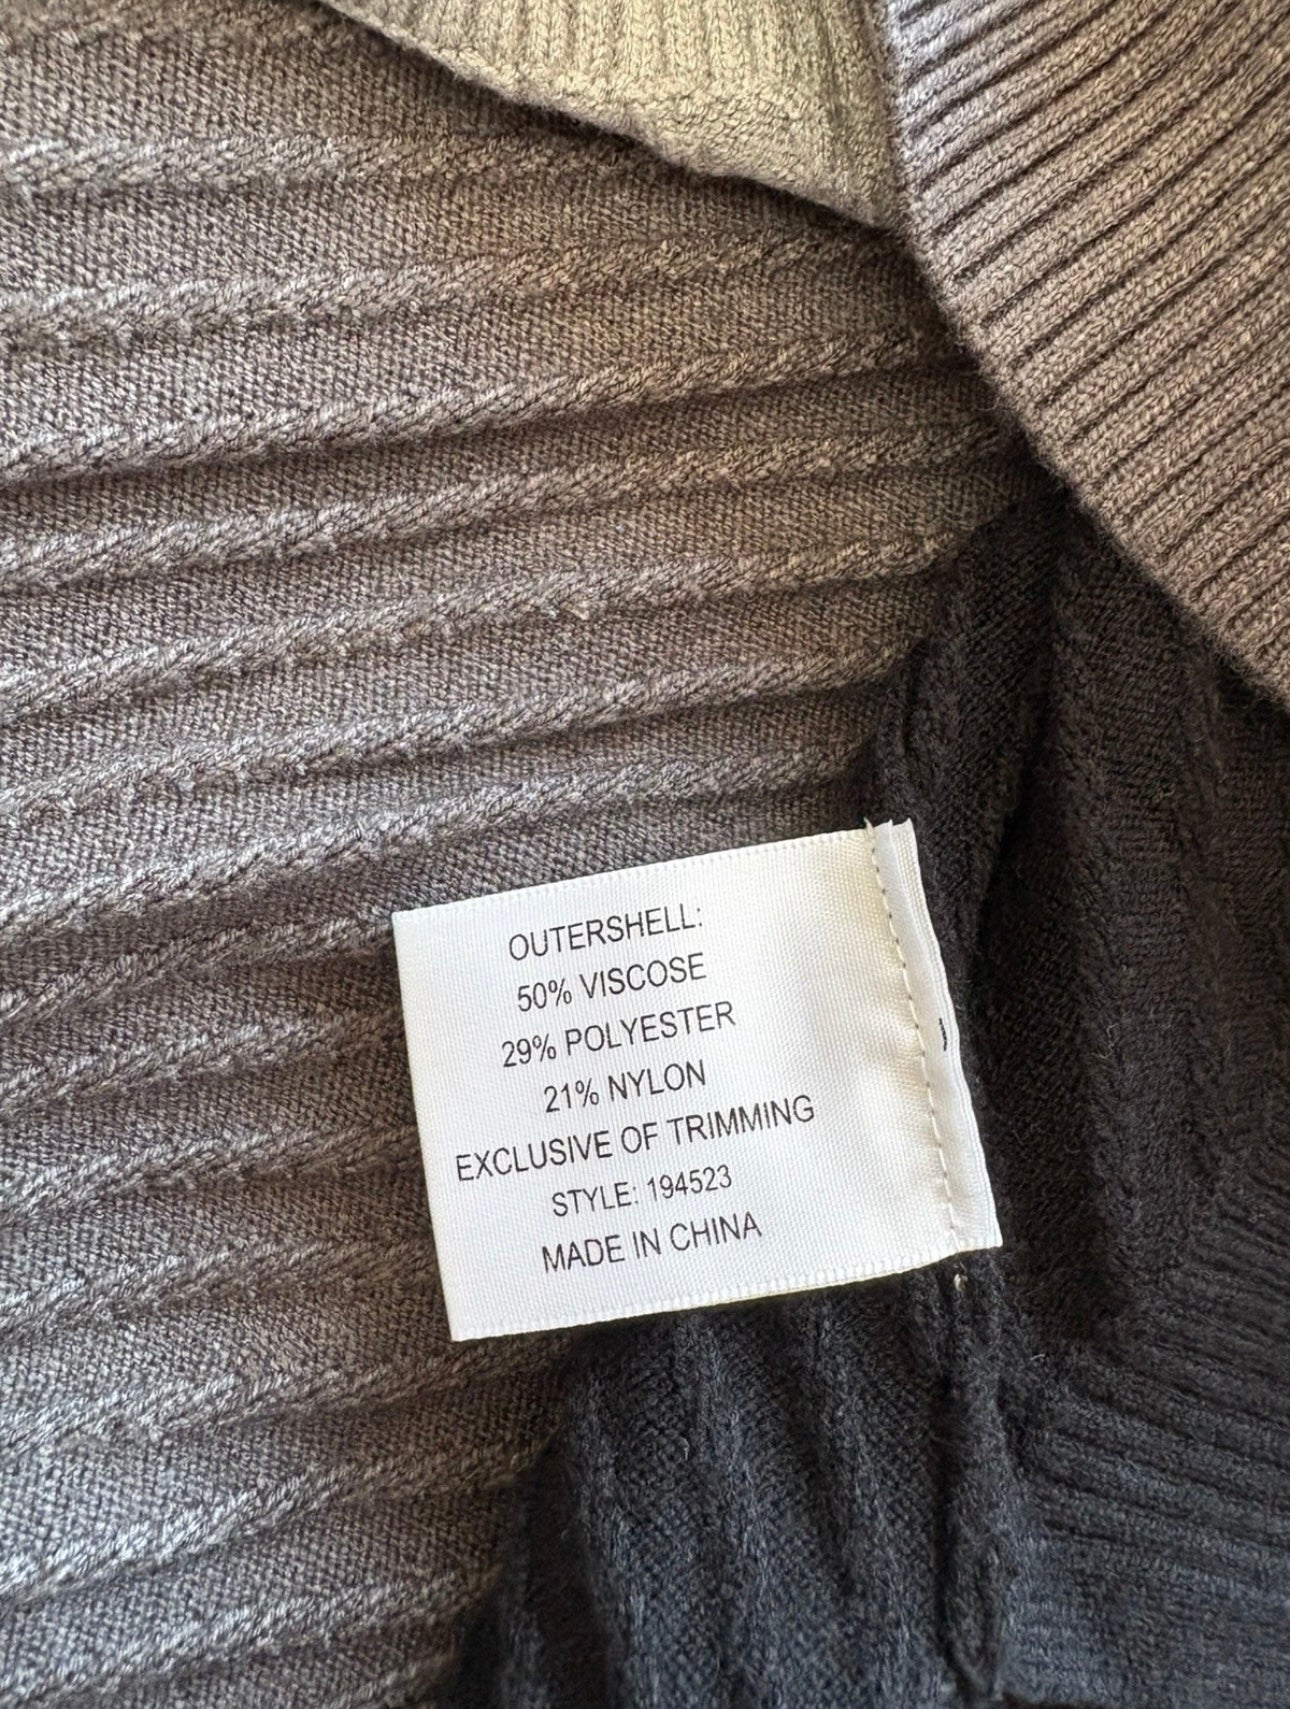 OUTERSHELL:
50% VISCOSE
29% POLYESTER
21% NYLON
EXCLUSIVE OF TRIMMING
STYLE: 194523
MADE IN CHINA